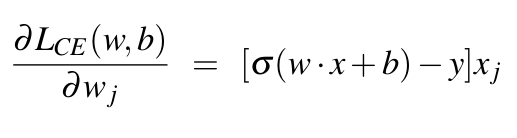 ∂L_CE(w,b)/∂w_j = [σ(w·x+b)−y]x_j